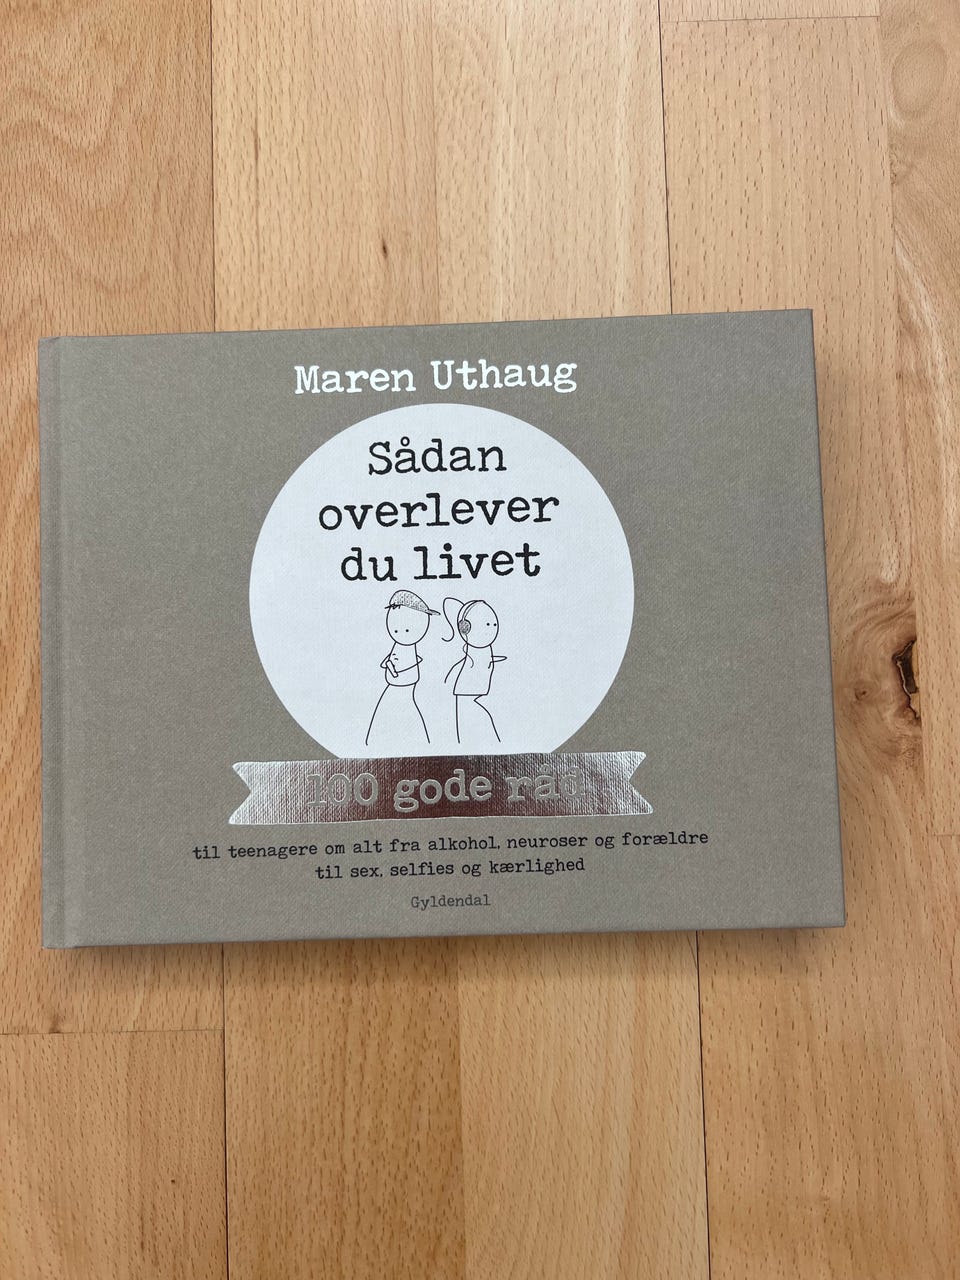 Maren Uthaug
Sådan
overlever
du livet
100 gode råd
til teenagere om alt fra alkohol, neuroser og forældre
til sex, selfies og kærlighed
Gyldendal